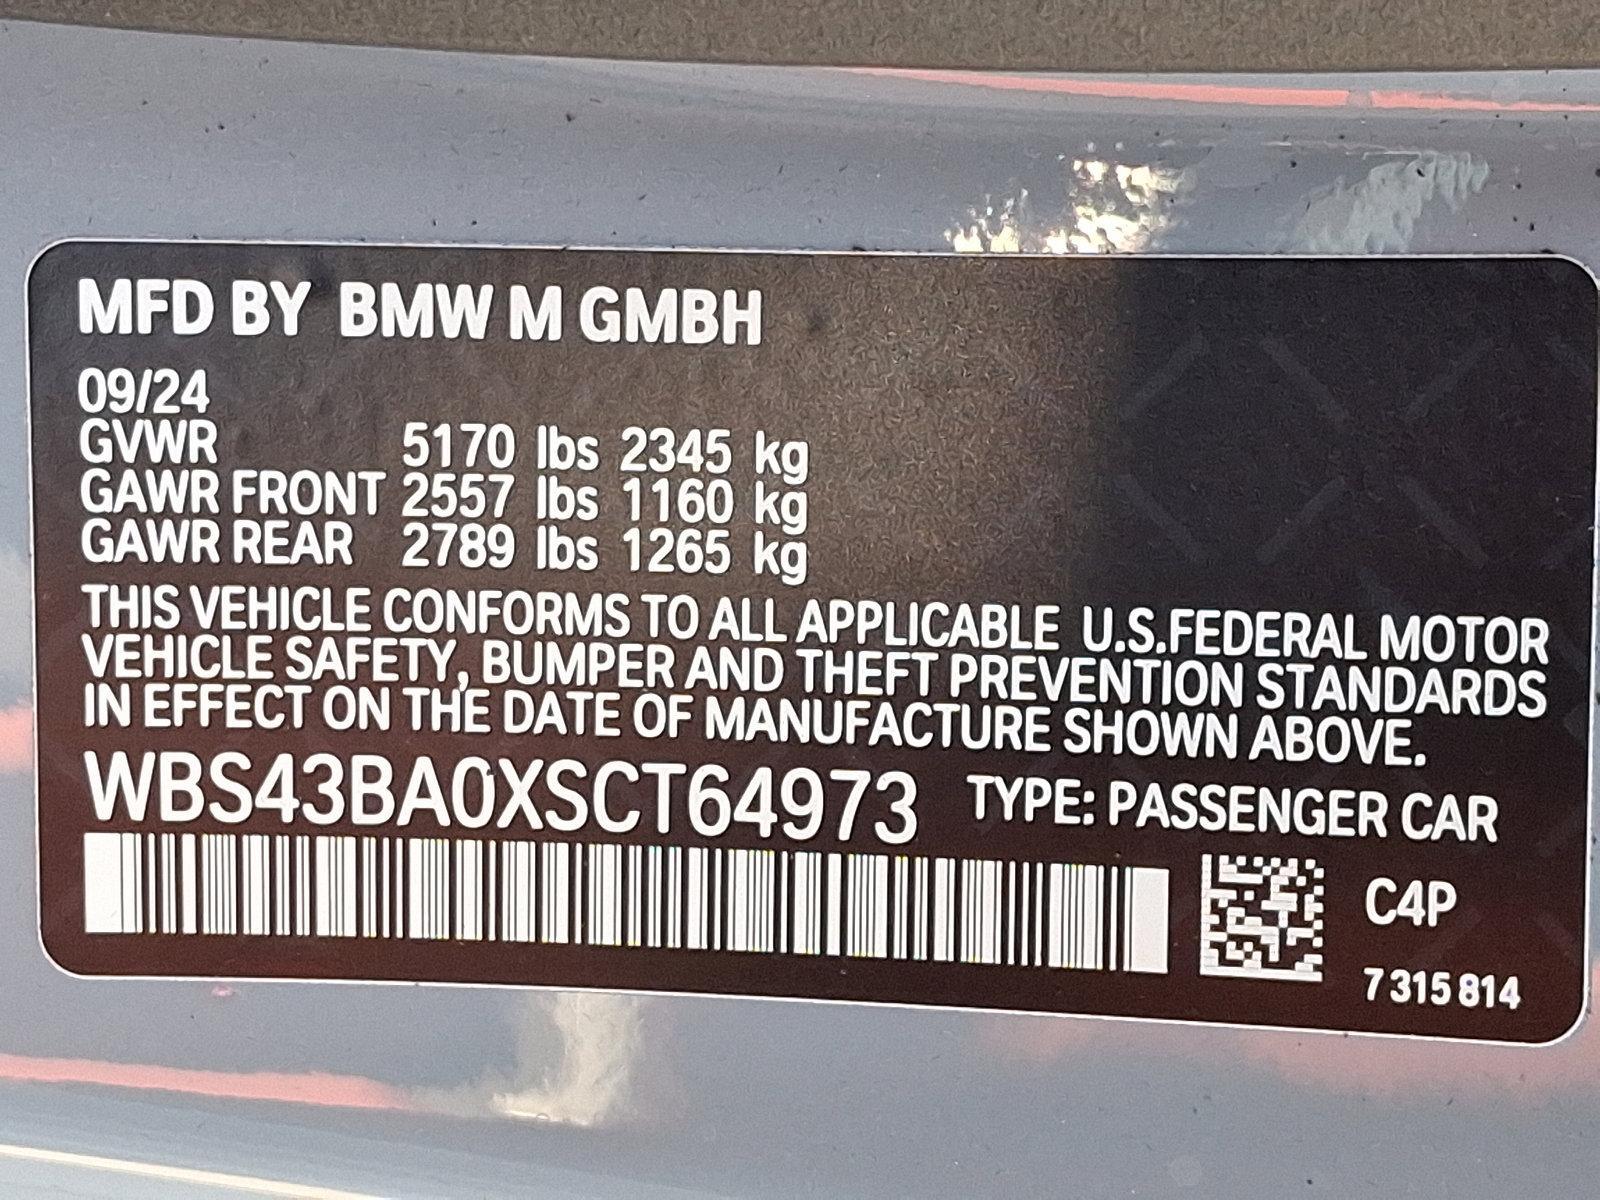 MFD BY BMW M GMBH
09/24
GVWR 5170 lbs 2345 kg
GAWR FRONT 2557 lbs 1160 kg
GAWR REAR 2789 lbs 1265 kg
THIS VEHICLE CONFORMS TO ALL APPLICABLE U.S.FEDERAL MOTOR
VEHICLE SAFETY, BUMPER AND THEFT PREVENTION STANDARDS
IN EFFECT ON THE DATE OF MANUFACTURE SHOWN ABOVE.
WBS43BA0XSCT64973 TYPE: PASSENGER CAR
C4P
7 315 814